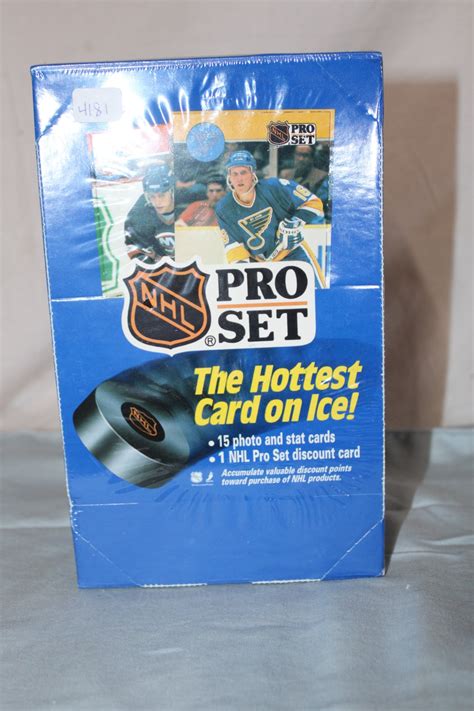 4181
PRO
SET
NHL
PRO
SET
®
The Hottest
Card on Ice!
• 15 photo and stat cards
• 1 NHL Pro Set discount card
Accumulate valuable discount points
toward purchase of NHL products.